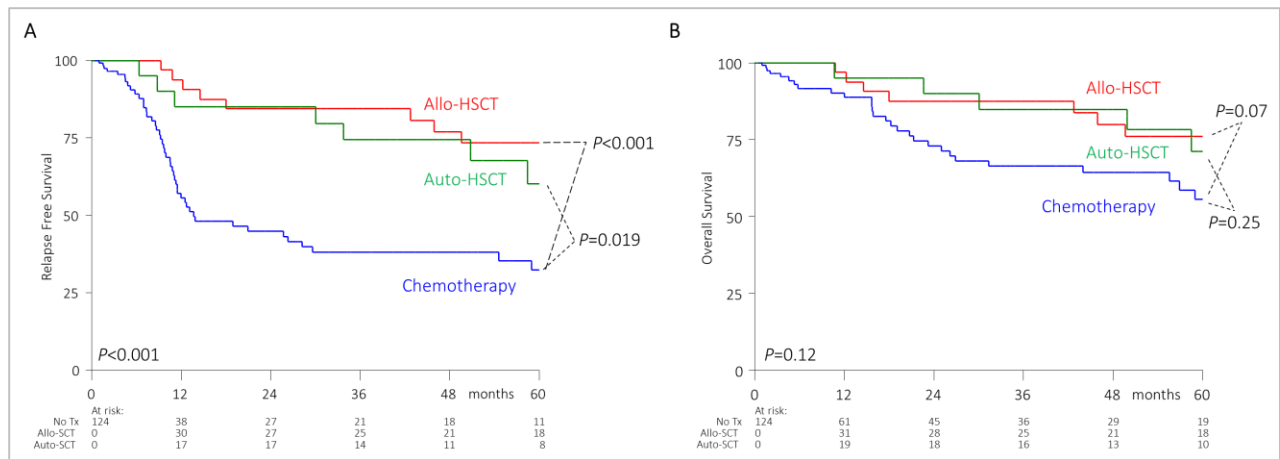 A
Relapse Free Survival
100
75
50
25
0
Allo-HSCT
Auto-HSCT
Chemotherapy
P<0.001
P=0.019
P<0.001
0 12 24 36 48 months 60
At risk:
No Tx 124 38 27 21 18 11
Allo-SCT 0 30 27 25 21 18
Auto-SCT 0 17 17 14 11 8
B
Overall Survival
100
75
50
25
0
Allo-HSCT
Auto-HSCT
Chemotherapy
P=0.07
P=0.25
P=0.12
0 12 24 36 48 months 60
At risk:
No Tx 124 61 45 36 29 19
Allo-SCT 0 31 28 25 21 18
Auto-SCT 0 19 18 16 13 10